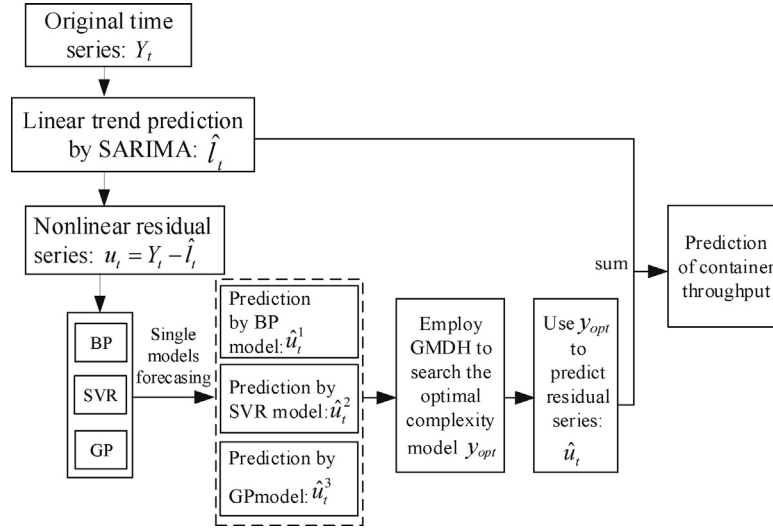 Original time
series: Y_t
Linear trend prediction
by SARIMA: l̂_t
Nonlinear residual
series: u_t = Y_t − l̂_t
BP
SVR
GP
Single
models
forecasing
Prediction
by BP
model: û_t^1
Prediction by
SVR model: û_t^2
Prediction by
GPmodel: û_t^3
Employ
GMDH to
search the
optimal
complexity
model y_opt
Use y_opt
to
predict
residual
series:
û_t
sum
Prediction
of container
throughput